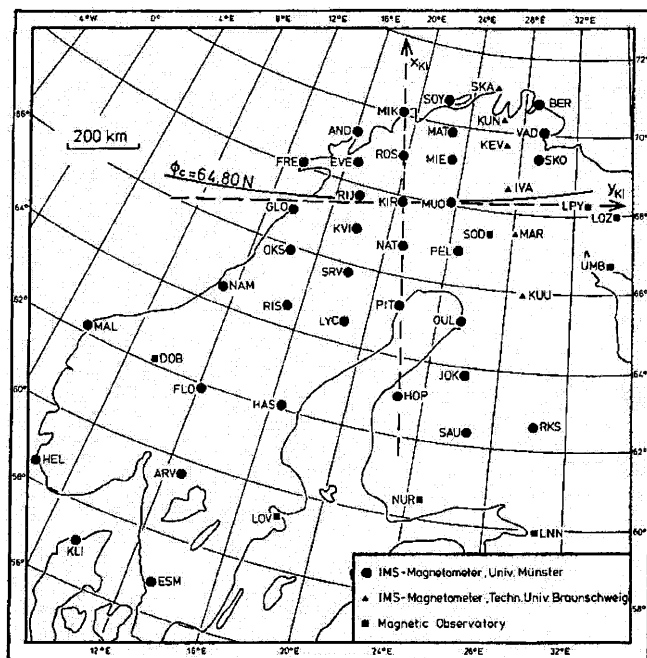 4°W 0° 4°E 8°E 12°E 16°E 20°E 24°E 28°E 32°E 36°E
72°N
X_KI
SKA
SOY
BER
MIK
KUN
AND
MAT
VAD
70°N
66°N
KEV
200 km
FRE
EVE
ROS
MIE
SKO
Φc=64.80N
IVA
RIJ
y_KI
GLO
KIR
MUO
LPY
LOZ
68°N
64°N
KVI
SOD
MAR
OKS
NAT
PEL
UMB
SRV
NAM
KUU
66°N
62°N
RIS
PIT
MAL
LYC
OUL
DOB
64°N
JOK
60°N
FLO
HAS
HOP
SAU
RKS
62°N
HEL
58°N
ARV
NUR
LOV
LNN
60°N
KLI
56°N
ESM
IMS-Magnetometer, Univ. Münster
IMS-Magnetometer, Techn. Univ. Braunschweig
Magnetic Observatory
58°N
12°E 16°E 20°E 24°E 28°E 32°E